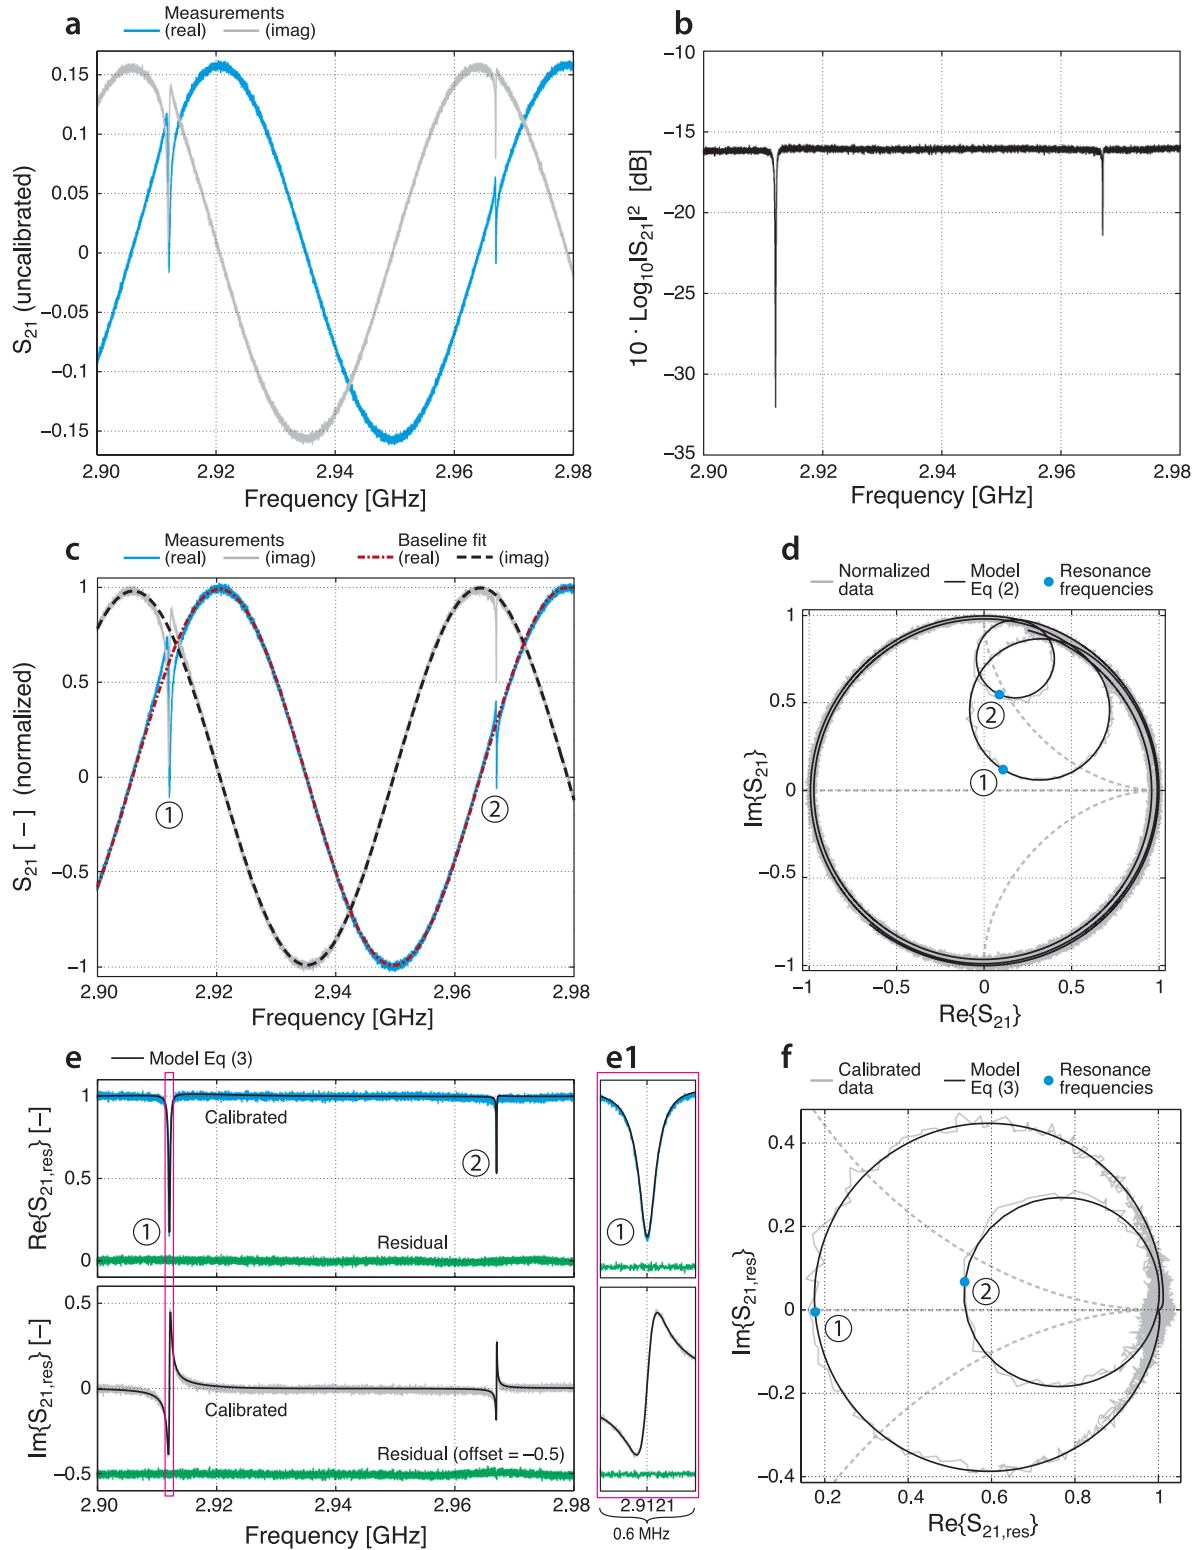 a
Measurements
(real)
(imag)
0.15
0.1
0.05
0
−0.05
−0.1
−0.15
S21 (uncalibrated)
2.90
2.92
2.94
2.96
2.98
Frequency [GHz]
b
−10
−15
−20
−25
−30
−35
10 · Log10|S21|2 [dB]
2.90
2.92
2.94
2.96
2.98
Frequency [GHz]
c
Measurements
(real)
(imag)
Baseline fit
(real)
(imag)
1
0.5
0
−0.5
−1
S21 [−] (normalized)
1
2
2.90
2.92
2.94
2.96
2.98
Frequency [GHz]
d
Normalized
data
Model
Eq (2)
Resonance
frequencies
1
0.5
0
−0.5
−1
Im{S21}
2
1
−1
−0.5
0
0.5
1
Re{S21}
e
Model Eq (3)
1
0.5
0
Re{S21,res} [−]
Calibrated
1
2
Residual
0.5
0
−0.5
Im{S21,res} [−]
Calibrated
Residual (offset = −0.5)
2.90
2.92
2.94
2.96
2.98
Frequency [GHz]
e1
1
2.9121
0.6 MHz
f
Calibrated
data
Model
Eq (3)
Resonance
frequencies
0.4
0.2
0
−0.2
−0.4
Im{S21,res}
1
2
0.2
0.4
0.6
0.8
1
Re{S21,res}